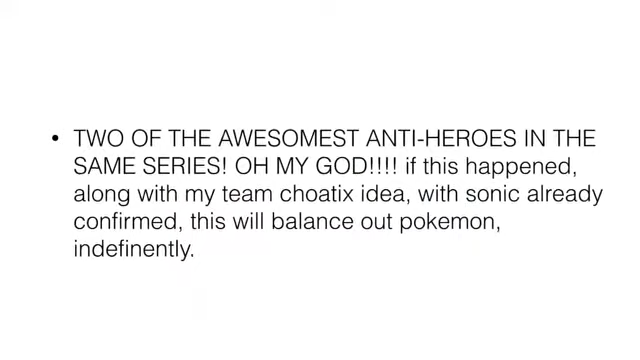 • TWO OF THE AWESOMEST ANTI-HEROES IN THE
SAME SERIES! OH MY GOD!!!! if this happened,
along with my team choatix idea, with sonic already
confirmed, this will balance out pokemon,
indefinently.